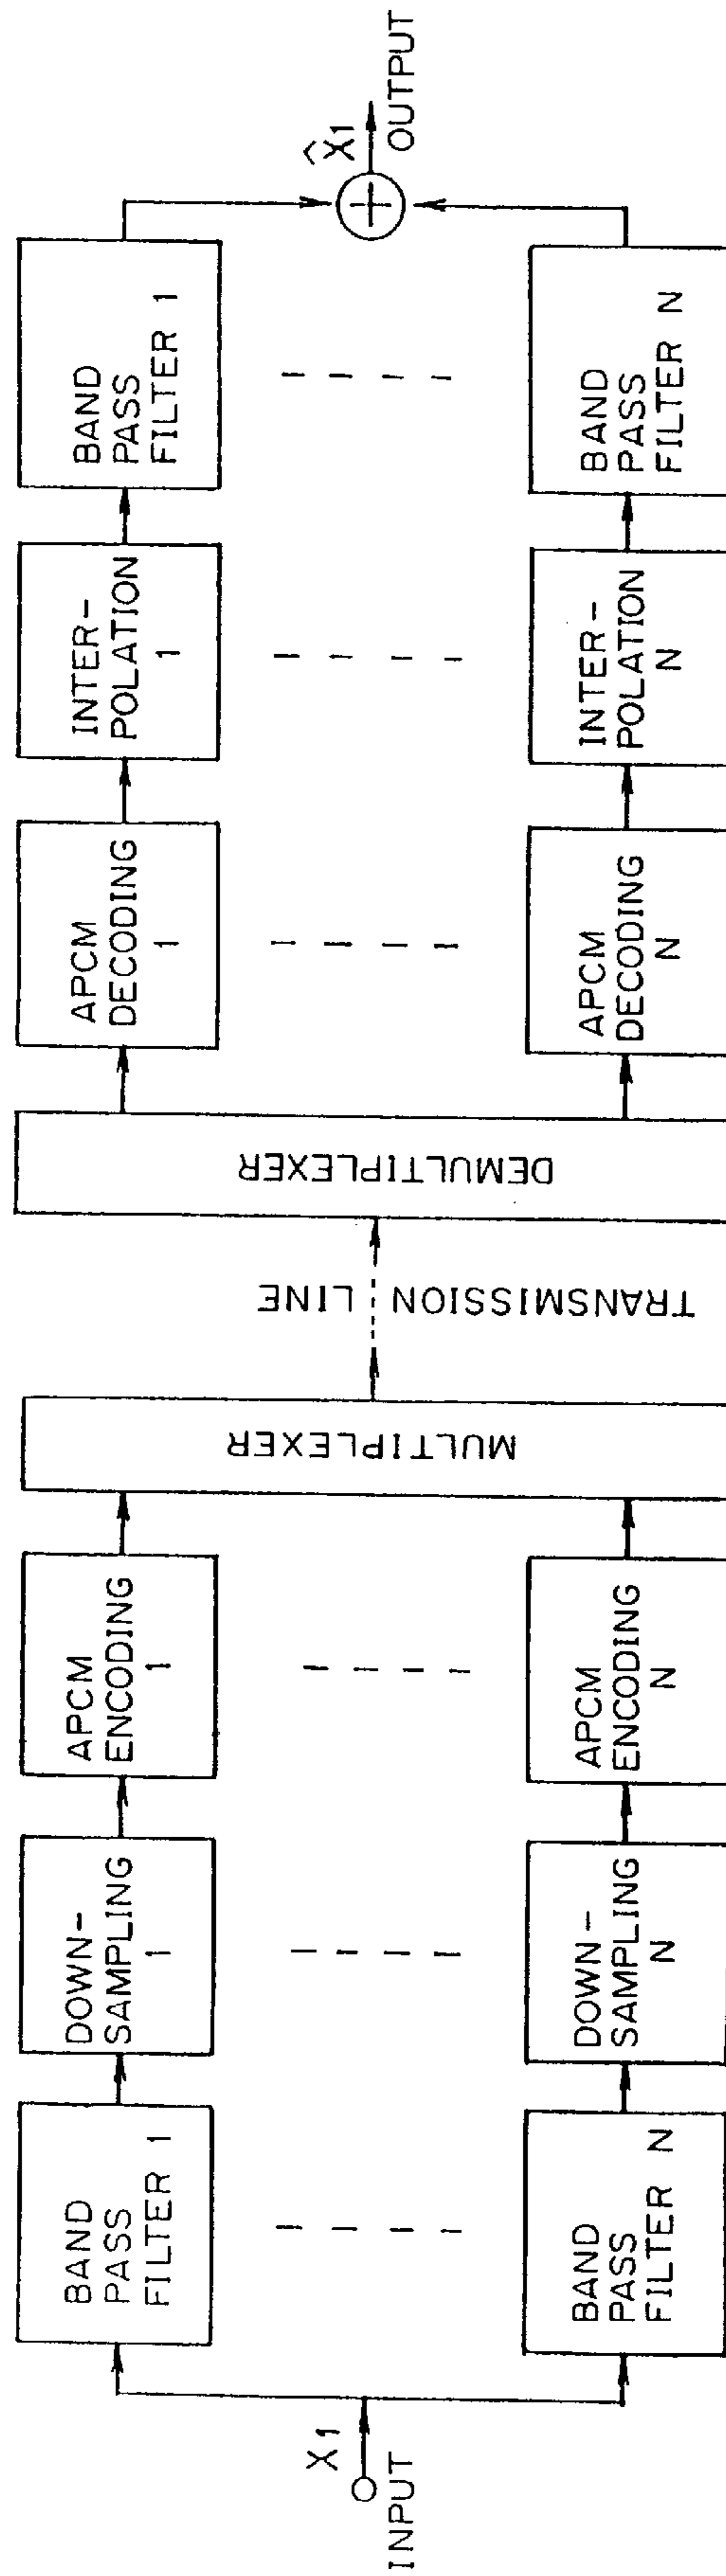 X1
INPUT
BAND
PASS
FILTER 1
DOWN-
SAMPLING
1
APCM
ENCODING
1
BAND
PASS
FILTER N
DOWN-
SAMPLING
N
APCM
ENCODING
N
MULTIPLEXER
TRANSMISSION LINE
DEMULTIPLEXER
APCM
DECODING
1
INTER-
POLATION
1
BAND
PASS
FILTER 1
APCM
DECODING
N
INTER-
POLATION
N
BAND
PASS
FILTER N
+
X̂1
OUTPUT